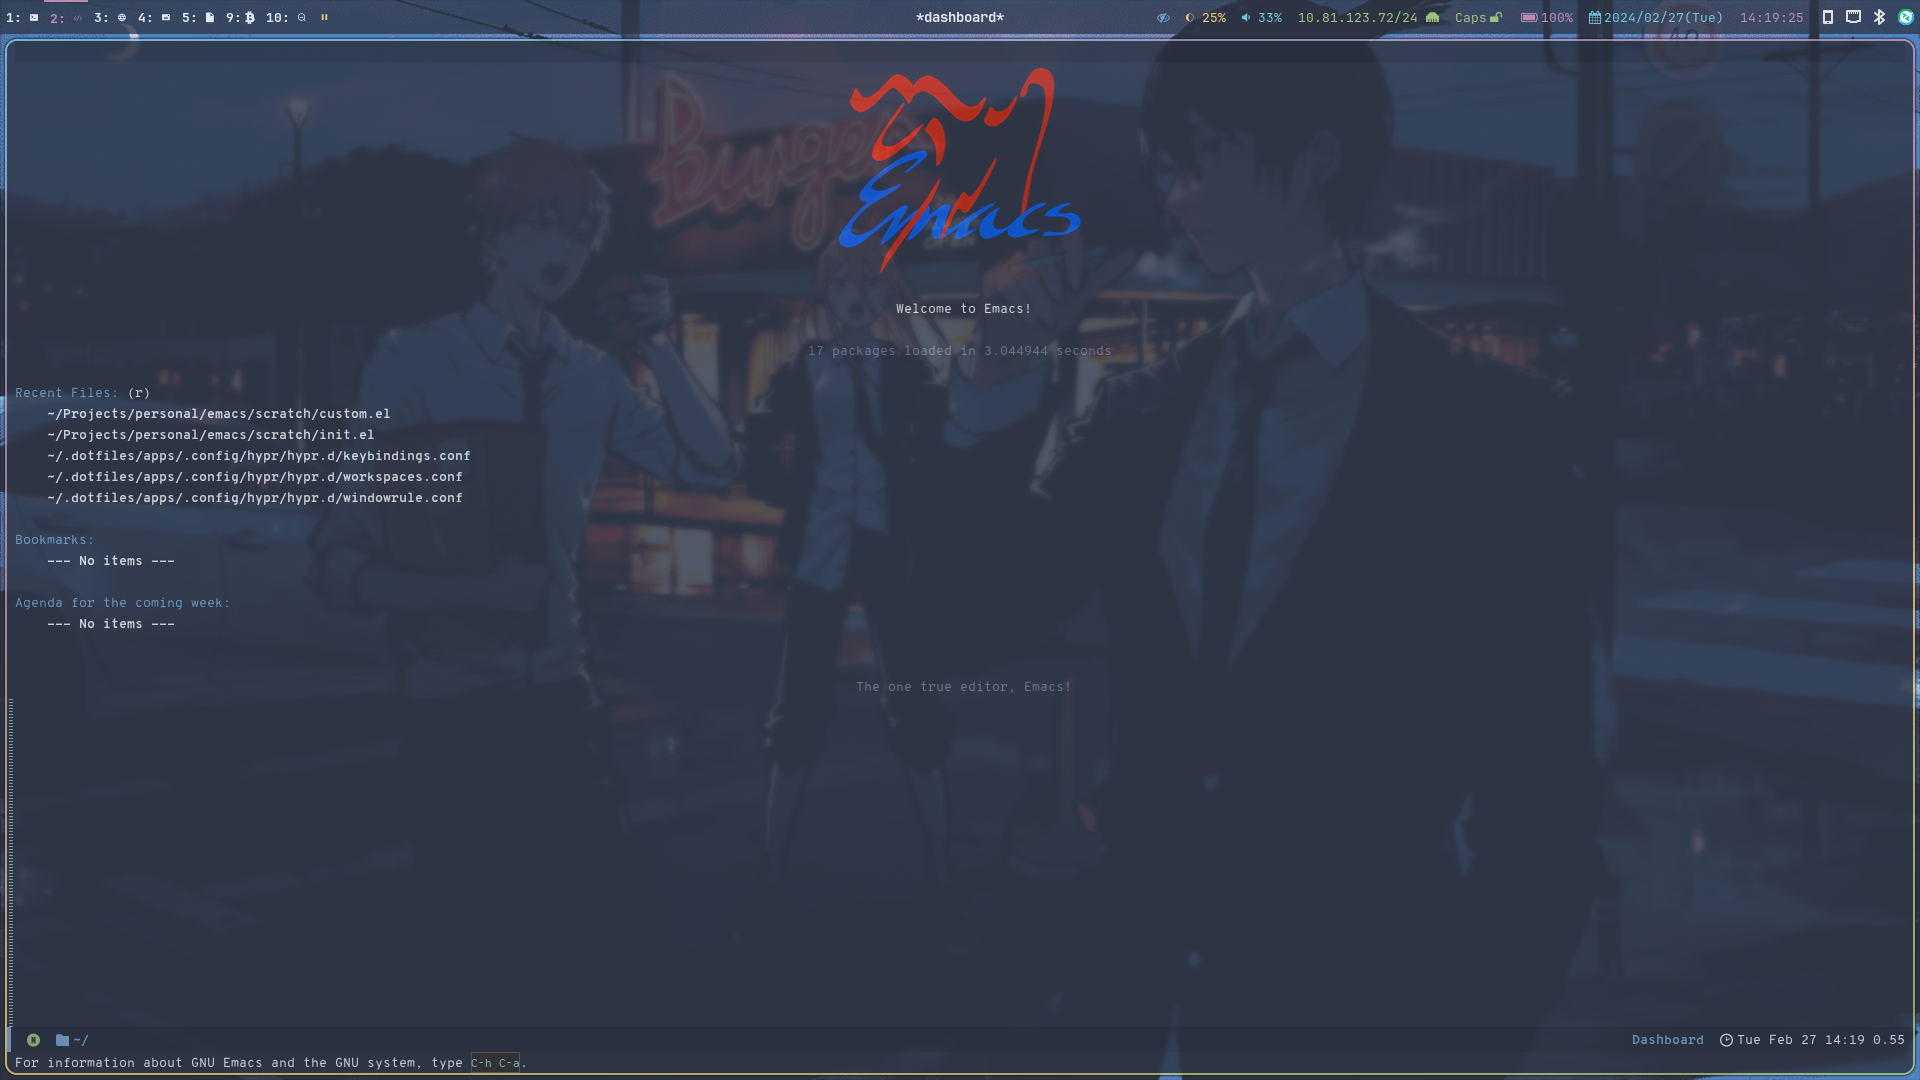 1: 2: 3: 4: 5: 9: 10: *dashboard* 25% 33% 10.81.123.72/24 Caps 100% 2024/02/27(Tue) 14:19:25
40
Burger
OPEN
Emacs
Welcome to Emacs!
17 packages loaded in 3.044944 seconds
Recent Files: (r)
~/Projects/personal/emacs/scratch/custom.el
~/Projects/personal/emacs/scratch/init.el
~/.dotfiles/apps/.config/hypr/hypr.d/keybindings.conf
~/.dotfiles/apps/.config/hypr/hypr.d/workspaces.conf
~/.dotfiles/apps/.config/hypr/hypr.d/windowrule.conf
Bookmarks:
--- No items ---
Agenda for the coming week:
--- No items ---
The one true editor, Emacs!
N ~/ Dashboard Tue Feb 27 14:19 0.55
For information about GNU Emacs and the GNU system, type C-h C-a.